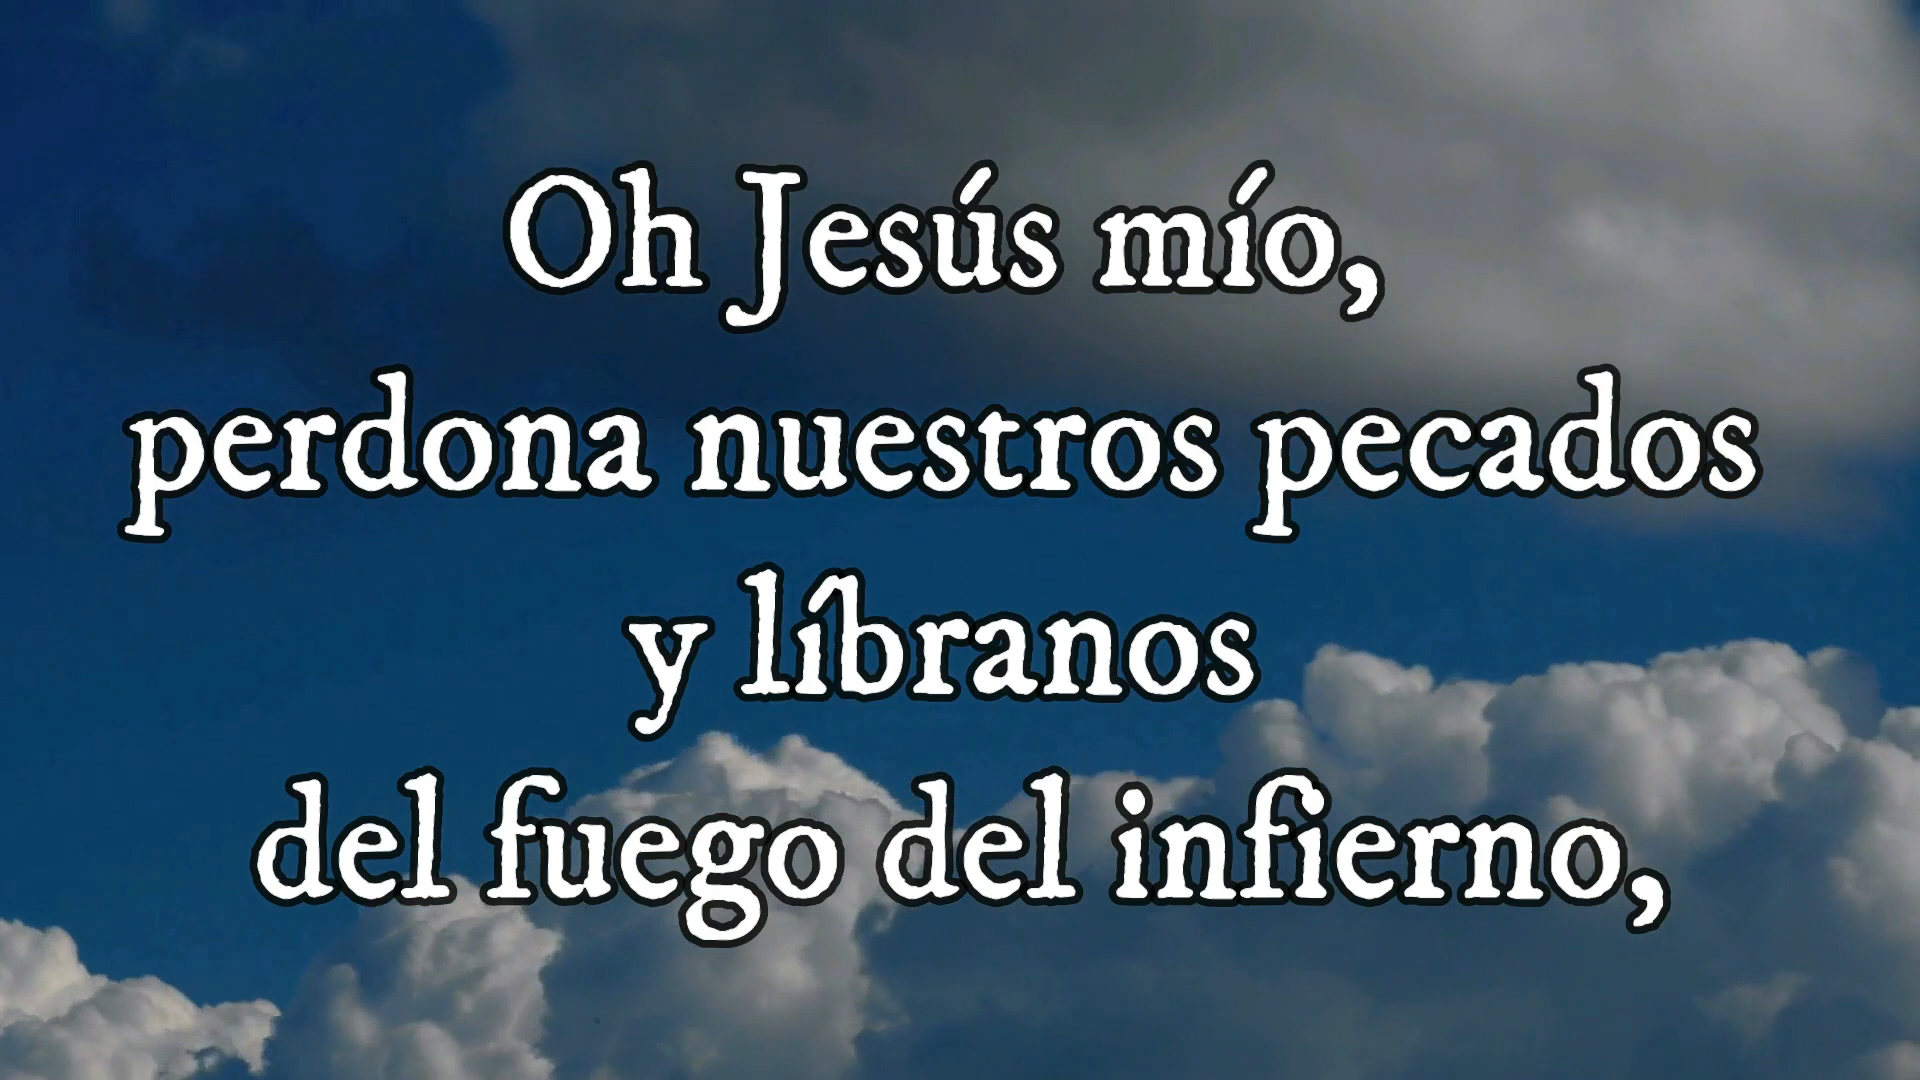 Oh Jesús mío,
perdona nuestros pecados
y líbranos
del fuego del infierno,